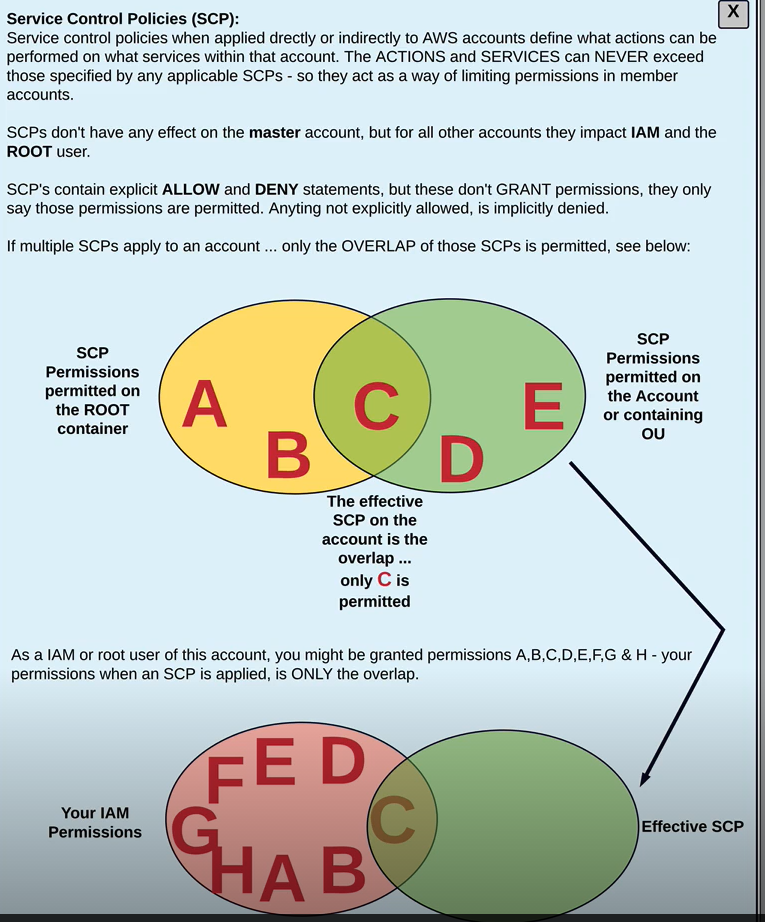 X
Service Control Policies (SCP):
Service control policies when applied drectly or indirectly to AWS accounts define what actions can be
performed on what services within that account. The ACTIONS and SERVICES can NEVER exceed
those specified by any applicable SCPs - so they act as a way of limiting permissions in member
accounts.
SCPs don't have any effect on the master account, but for all other accounts they impact IAM and the
ROOT user.
SCP's contain explicit ALLOW and DENY statements, but these don't GRANT permissions, they only
say those permissions are permitted. Anyting not explicitly allowed, is implicitly denied.
If multiple SCPs apply to an account ... only the OVERLAP of those SCPs is permitted, see below:
SCP
Permissions
permitted on
the ROOT
container
A
B
C
D
E
SCP
Permissions
permitted on
the Account
or containing
OU
The effective
SCP on the
account is the
overlap ...
only C is
permitted
As a IAM or root user of this account, you might be granted permissions A,B,C,D,E,F,G & H - your
permissions when an SCP is applied, is ONLY the overlap.
Your IAM
Permissions
F
E
D
G
C
H
A
B
Effective SCP